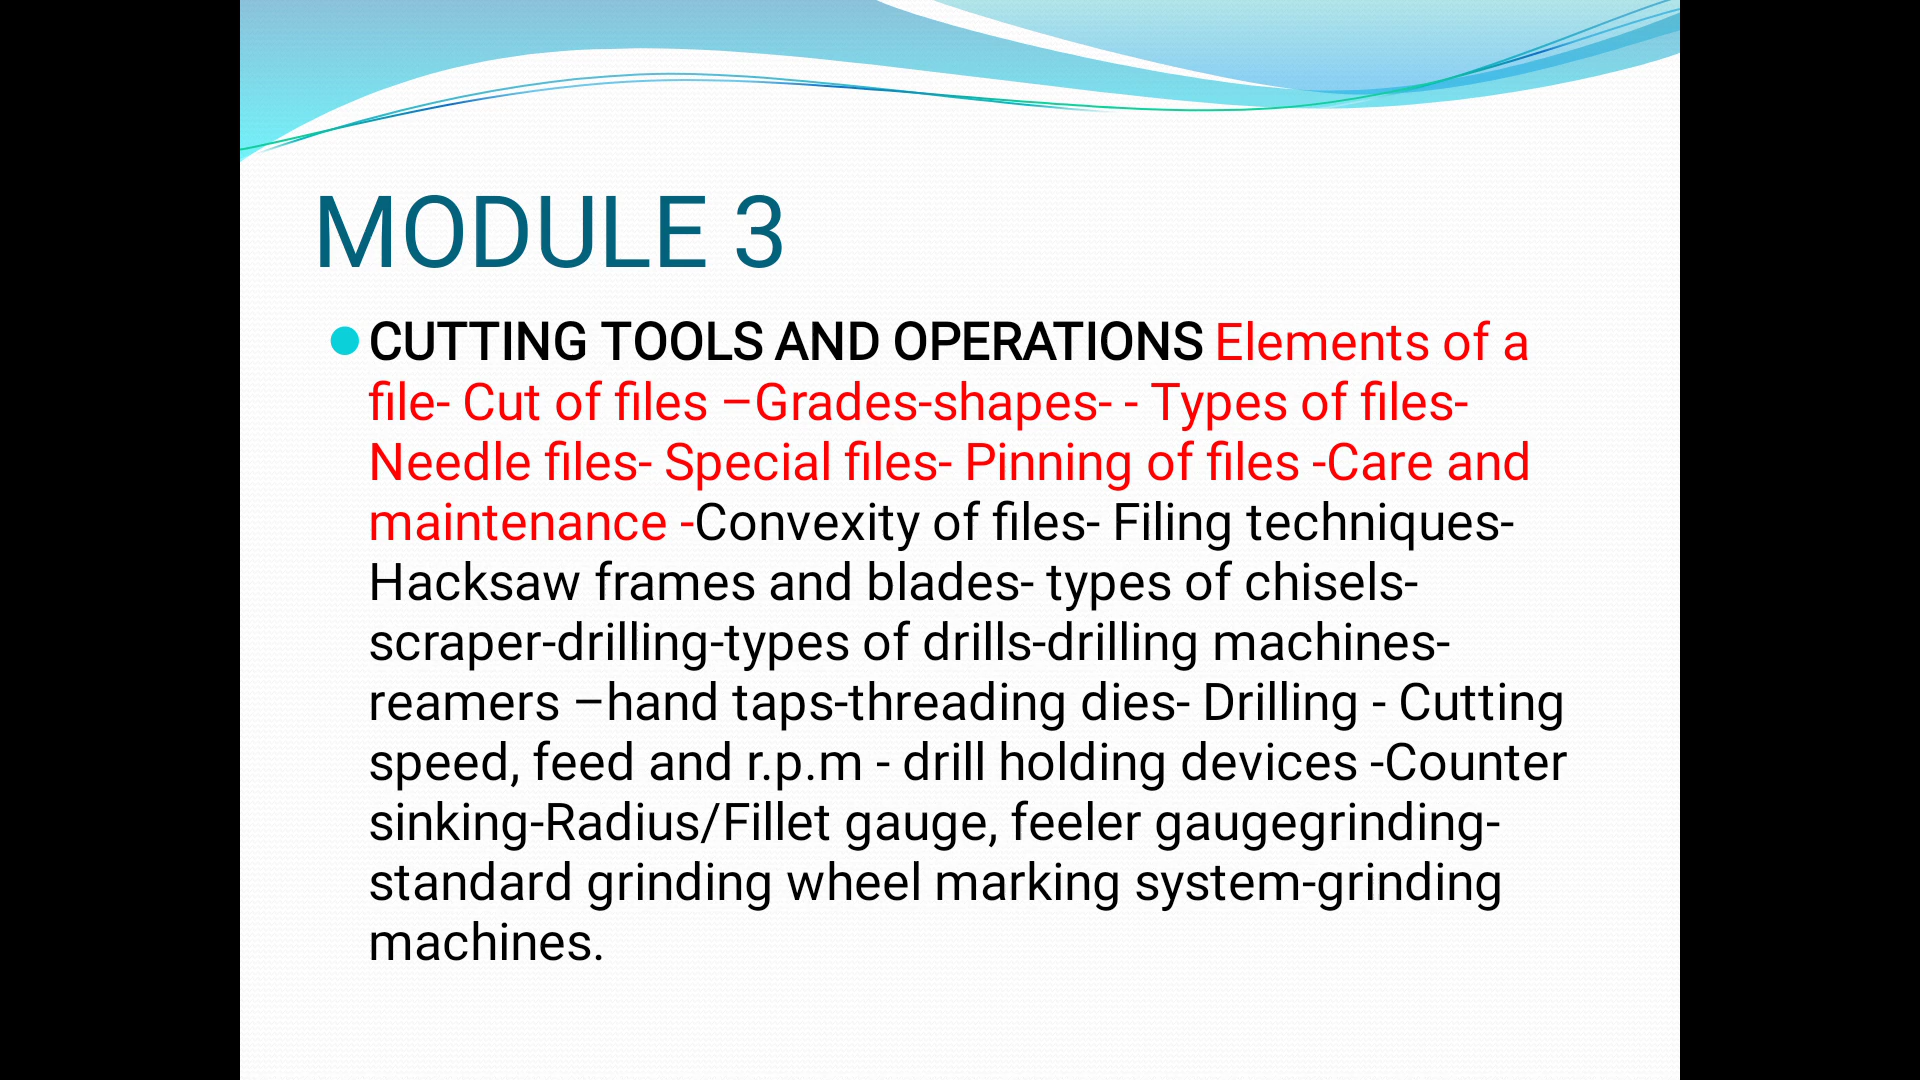 MODULE 3
CUTTING TOOLS AND OPERATIONS Elements of a
file- Cut of files –Grades-shapes- - Types of files-
Needle files- Special files- Pinning of files -Care and
maintenance -Convexity of files- Filing techniques-
Hacksaw frames and blades- types of chisels-
scraper-drilling-types of drills-drilling machines-
reamers –hand taps-threading dies- Drilling - Cutting
speed, feed and r.p.m - drill holding devices -Counter
sinking-Radius/Fillet gauge, feeler gaugegrinding-
standard grinding wheel marking system-grinding
machines.